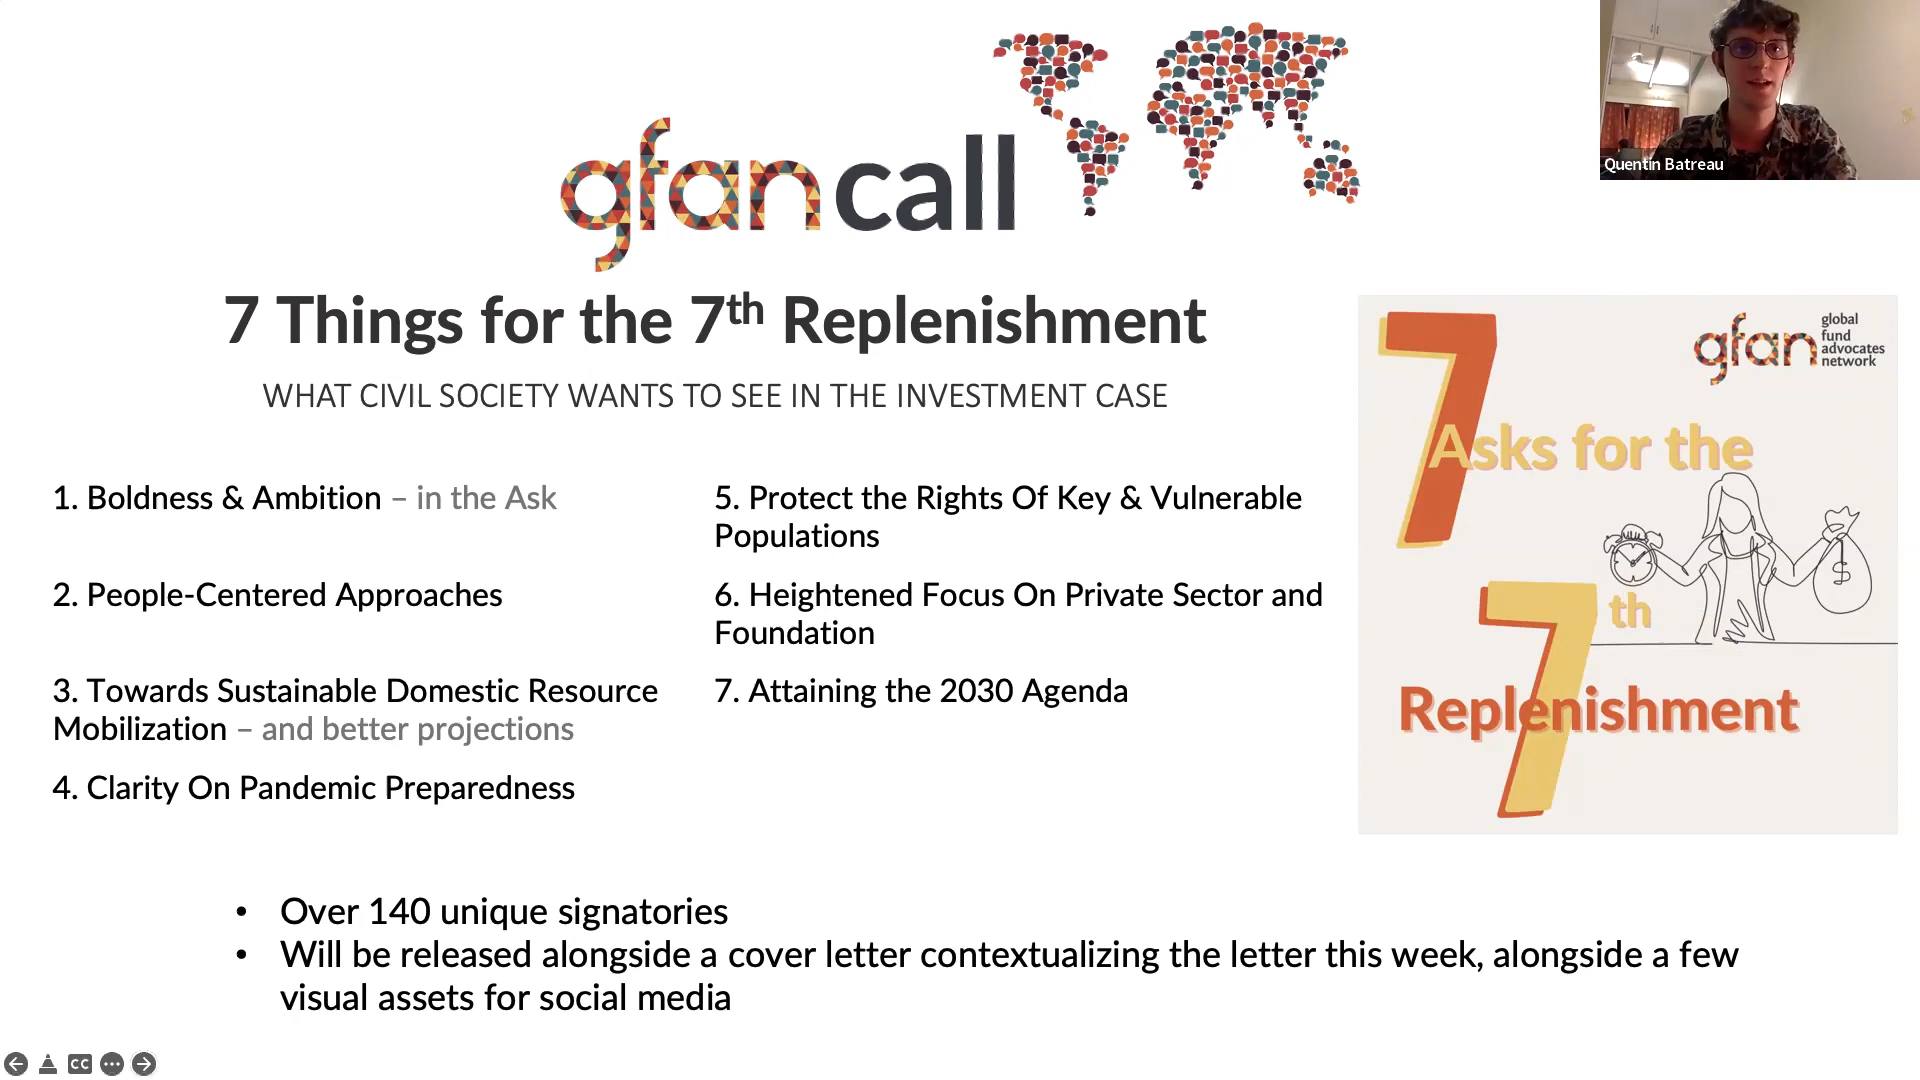 gfan call
Quentin Batreau
7 Things for the 7th Replenishment
WHAT CIVIL SOCIETY WANTS TO SEE IN THE INVESTMENT CASE
1. Boldness & Ambition – in the Ask
2. People-Centered Approaches
3. Towards Sustainable Domestic Resource
Mobilization – and better projections
4. Clarity On Pandemic Preparedness
5. Protect the Rights Of Key & Vulnerable
Populations
6. Heightened Focus On Private Sector and
Foundation
7. Attaining the 2030 Agenda
gfan
global
fund
advocates
network
7
Asks for the
7th
Replenishment
$
• Over 140 unique signatories
• Will be released alongside a cover letter contextualizing the letter this week, alongside a few
visual assets for social media
CC